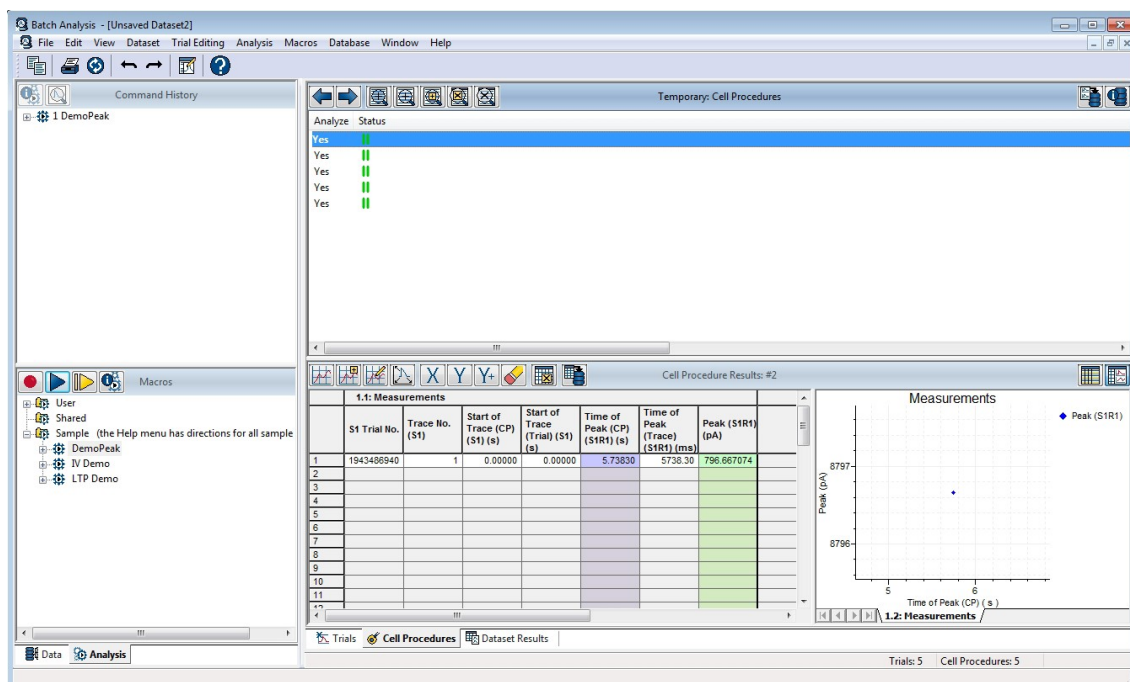 Batch Analysis - [Unsaved Dataset2]
File Edit View Dataset Trial Editing Analysis Macros Database Window Help
Command History
1 DemoPeak
Temporary: Cell Procedures
Analyze Status
Yes
Yes
Yes
Yes
Yes
Macros
User
Shared
Sample (the Help menu has directions for all sample
DemoPeak
IV Demo
LTP Demo
X Y Y+
Cell Procedure Results: #2
1.1: Measurements
S1 Trial No. Trace No. (S1) Start of Trace (CP) (S1) (s) Start of Trace (Trial) (S1) (s) Time of Peak (CP) (S1R1) (s) Time of Peak (Trace) (S1R1) (ms) Peak (S1R1) (pA)
1 1943486940 1 0.00000 0.00000 5.73830 5738.30 796.667074
2
3
4
5
6
7
8
9
10
11
12
Measurements
Peak (S1R1)
Peak (pA)
8797
8796
5 6
Time of Peak (CP) ( s )
1.2: Measurements
Trials Cell Procedures Dataset Results
Data Analysis
Trials: 5 Cell Procedures: 5